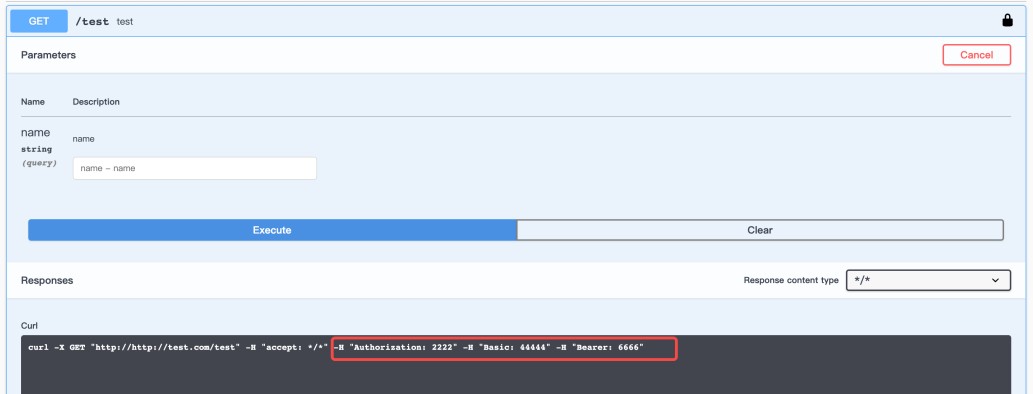 GET /test test
Parameters Cancel
Name Description
name name
string
(query) name - name
Execute Clear
Responses Response content type */*
Curl
curl -X GET "http://http://test.com/test" -H "accept: */*" -H "Authorization: 2222" -H "Basic: 44444" -H "Bearer: 6666"